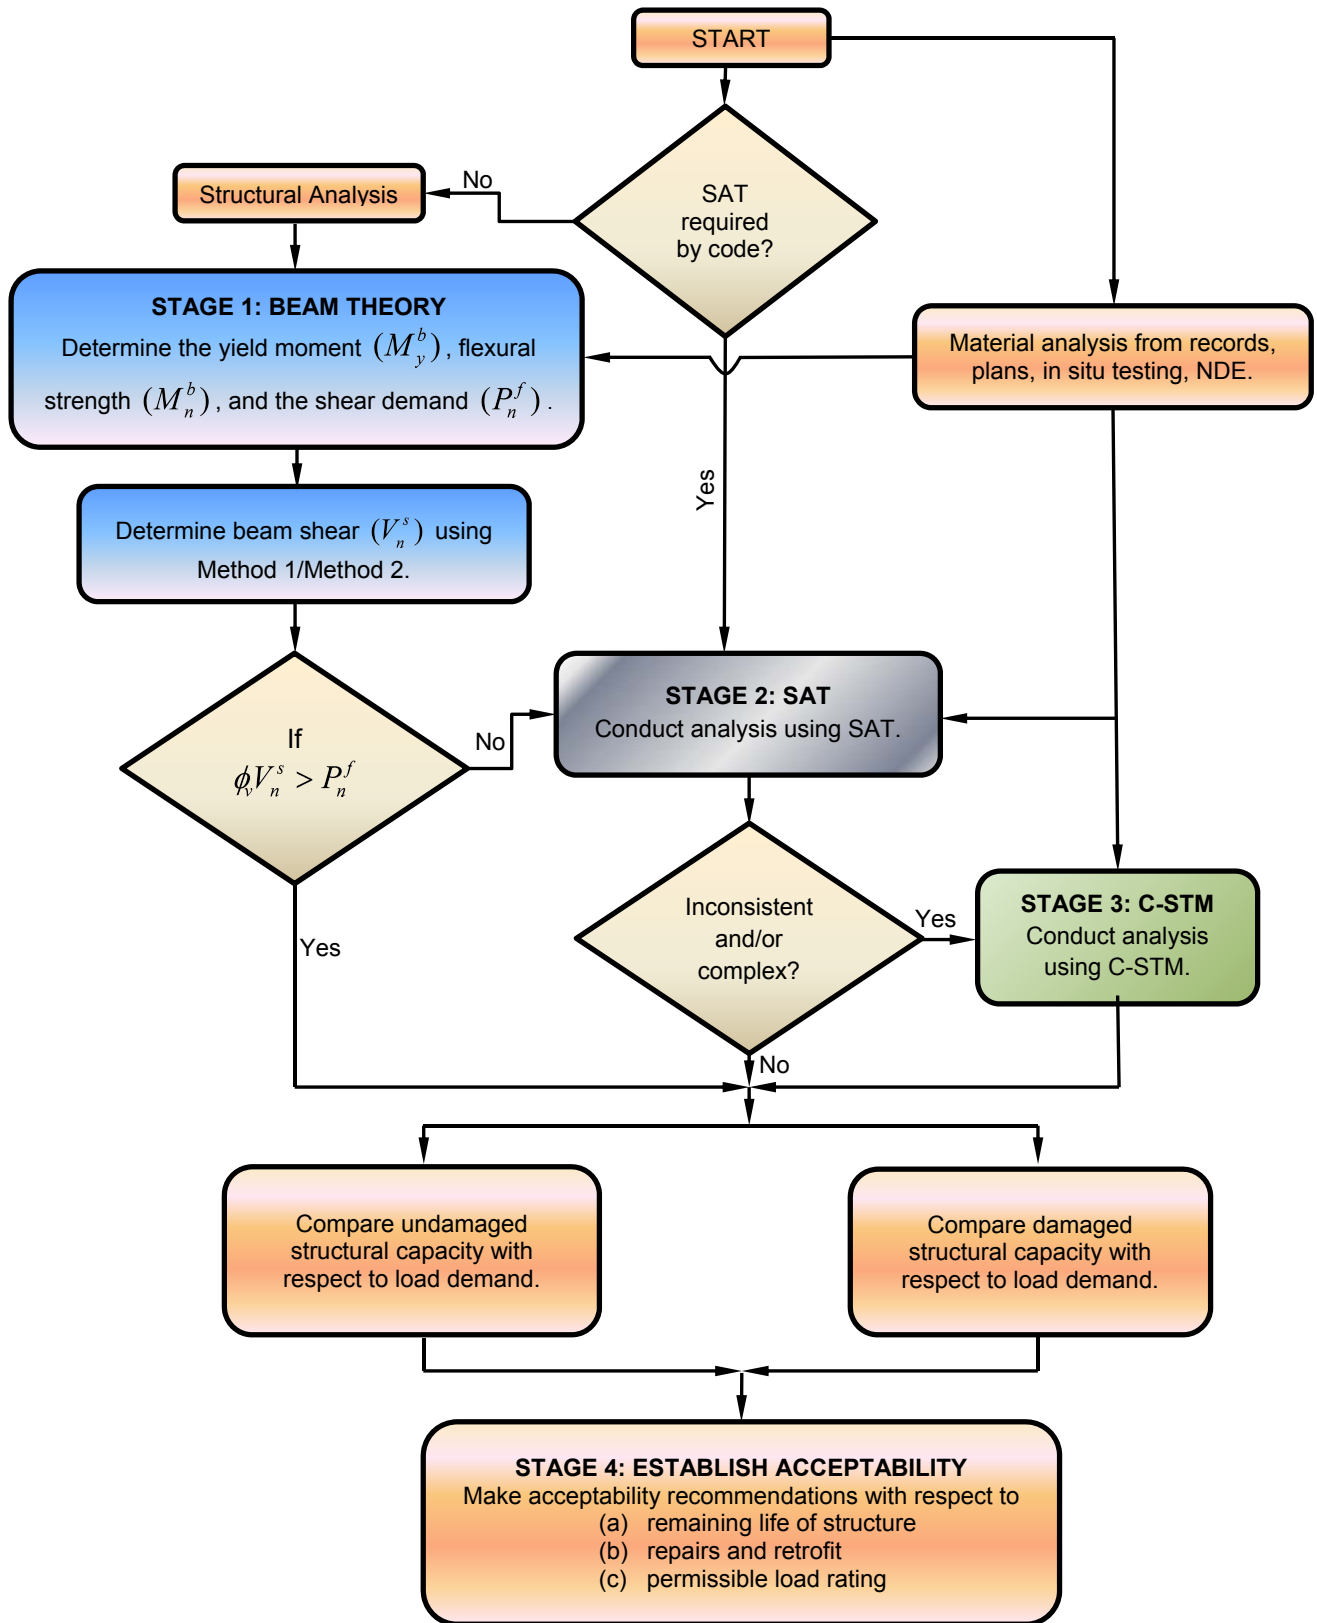 START
SAT
required
by code?
No
Structural Analysis
STAGE 1: BEAM THEORY
Determine the yield moment (M_y^b), flexural
strength (M_n^b), and the shear demand (P_n^f).
Material analysis from records,
plans, in situ testing, NDE.
Yes
Determine beam shear (V_n^s) using
Method 1/Method 2.
If
ϕ_v V_n^s > P_n^f
No
STAGE 2: SAT
Conduct analysis using SAT.
Yes
Inconsistent
and/or
complex?
Yes
STAGE 3: C-STM
Conduct analysis
using C-STM.
No
Compare undamaged
structural capacity with
respect to load demand.
Compare damaged
structural capacity with
respect to load demand.
STAGE 4: ESTABLISH ACCEPTABILITY
Make acceptability recommendations with respect to
(a) remaining life of structure
(b) repairs and retrofit
(c) permissible load rating